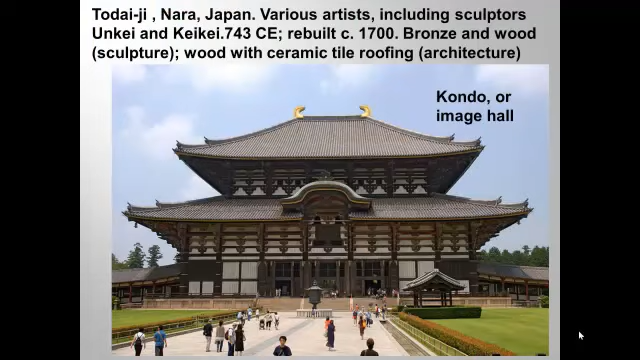 Todai-ji , Nara, Japan. Various artists, including sculptors
Unkei and Keikei.743 CE; rebuilt c. 1700. Bronze and wood
(sculpture); wood with ceramic tile roofing (architecture)
Kondo, or
image hall